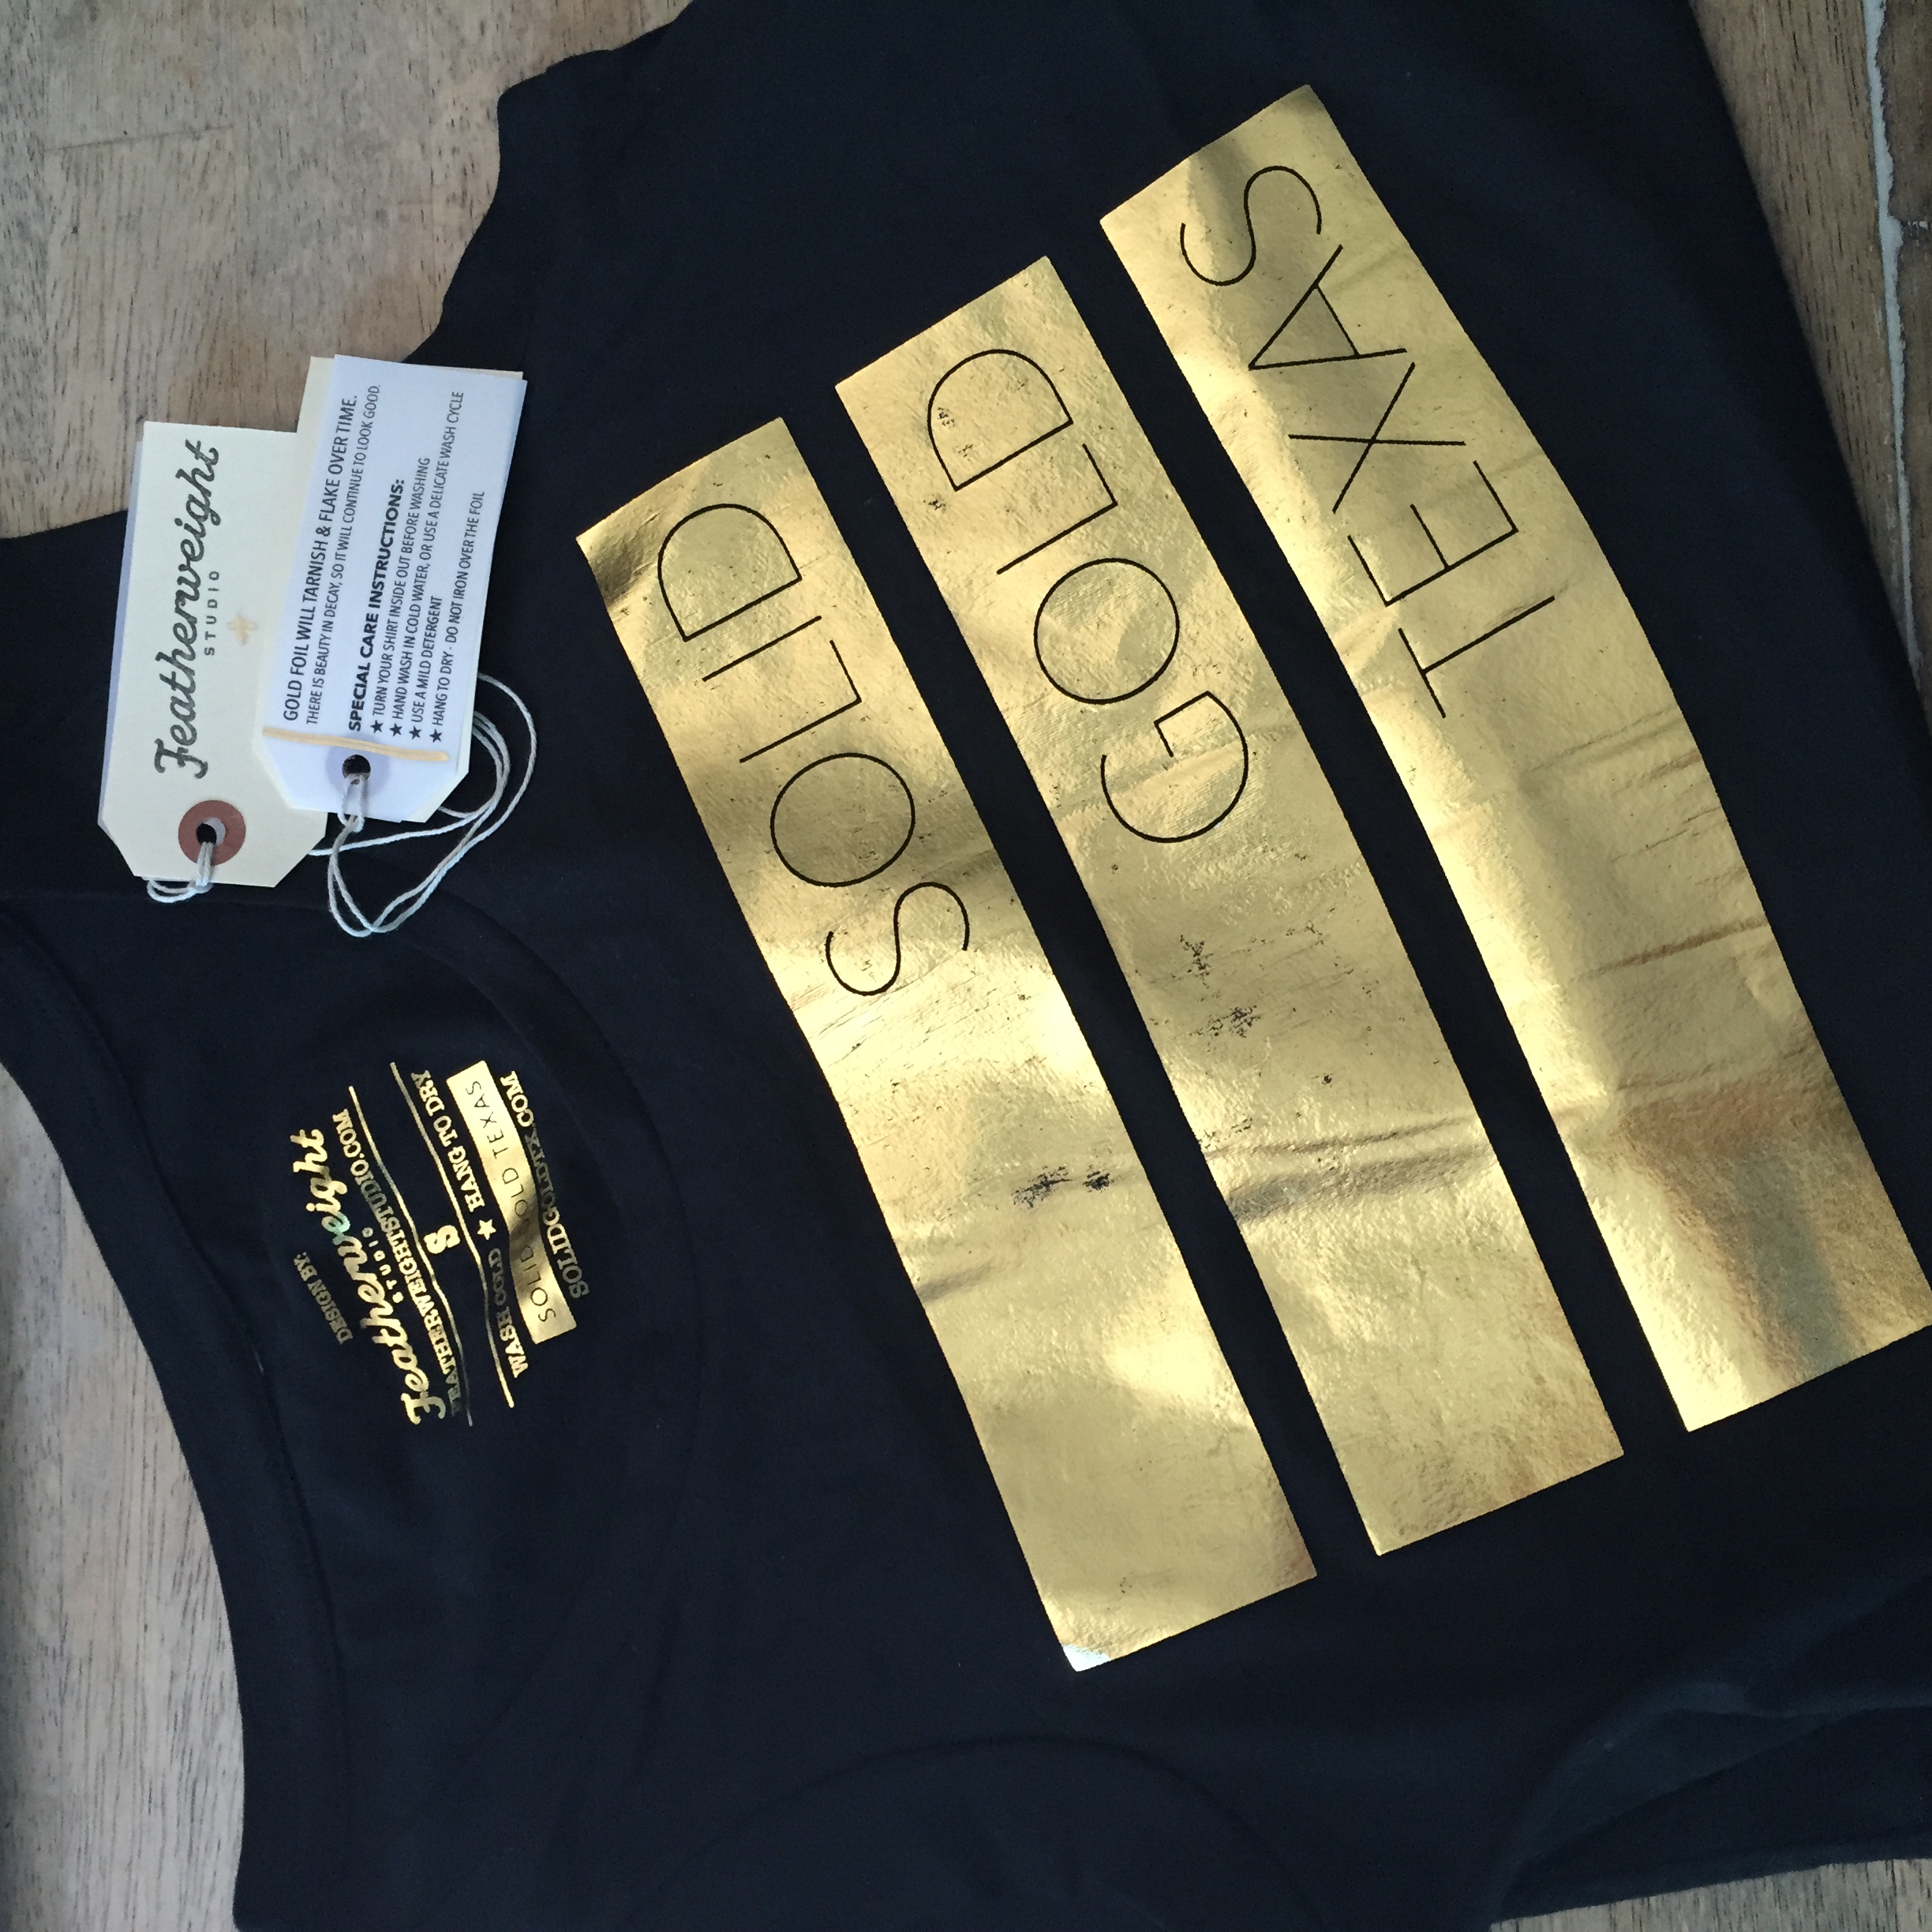 SOLID
GOLD
TEXAS
Featherweight
STUDIO
GOLD FOIL WILL TARNISH & FLAKE OVER TIME.
THERE IS BEAUTY IN DECAY, SO IT WILL CONTINUE TO LOOK GOOD.
SPECIAL CARE INSTRUCTIONS:
★ TURN YOUR SHIRT INSIDE OUT BEFORE WASHING
★ HAND WASH IN COLD WATER, OR USE A DELICATE WASH CYCLE
★ USE A MILD DETERGENT
★ HANG TO DRY - DO NOT IRON OVER THE FOIL
DESIGN BY:
Featherweight
STUDIO
FEATHERWEIGHTSTUDIO.COM
S
WASH COLD ★ HANG TO DRY
SOLID GOLD TEXAS
SOLIDGOLDTX.COM